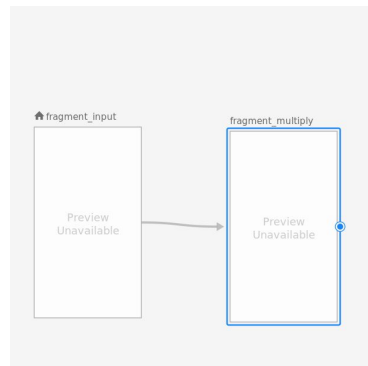 fragment_input
fragment_multiply
Preview
Unavailable
Preview
Unavailable